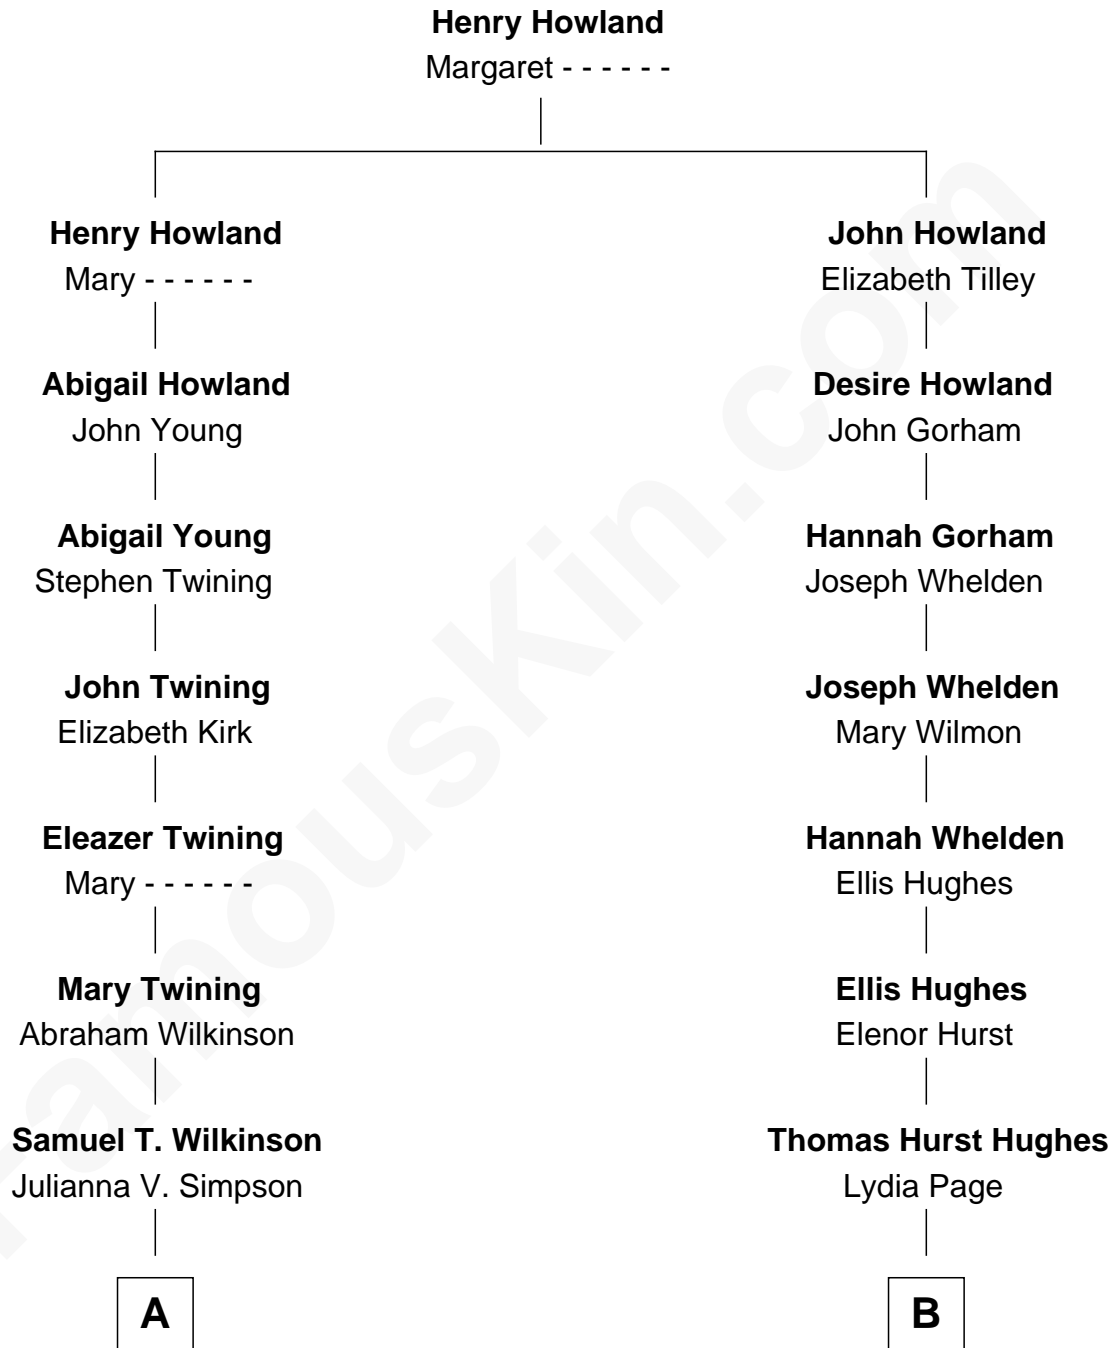 Henry Howland
Margaret - - - - - -
Henry Howland
Mary - - - - - -
John Howland
Elizabeth Tilley
Abigail Howland
John Young
Desire Howland
John Gorham
Abigail Young
Stephen Twining
Hannah Gorham
Joseph Whelden
John Twining
Elizabeth Kirk
Joseph Whelden
Mary Wilmon
Eleazer Twining
Mary - - - - - -
Hannah Whelden
Ellis Hughes
Mary Twining
Abraham Wilkinson
Ellis Hughes
Elenor Hurst
Samuel T. Wilkinson
Julianna V. Simpson
Thomas Hurst Hughes
Lydia Page
A
B
FamousKin.com